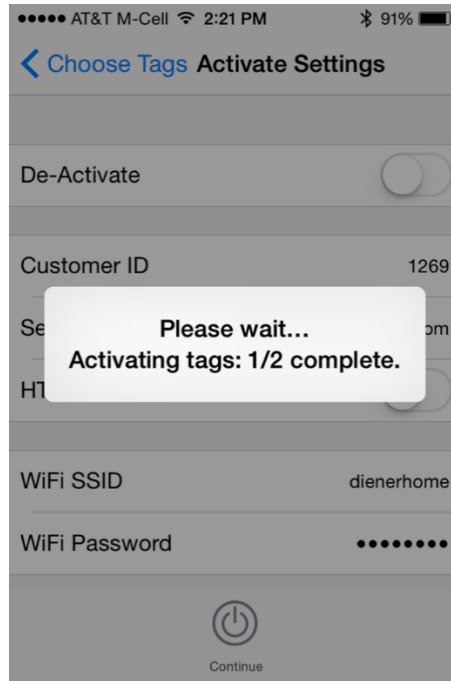 AT&T M-Cell 2:21 PM 91%
Choose Tags Activate Settings
De-Activate
Customer ID 1269
Please wait...
Activating tags: 1/2 complete.
WiFi SSID dienerhome
WiFi Password ••••••••
Continue